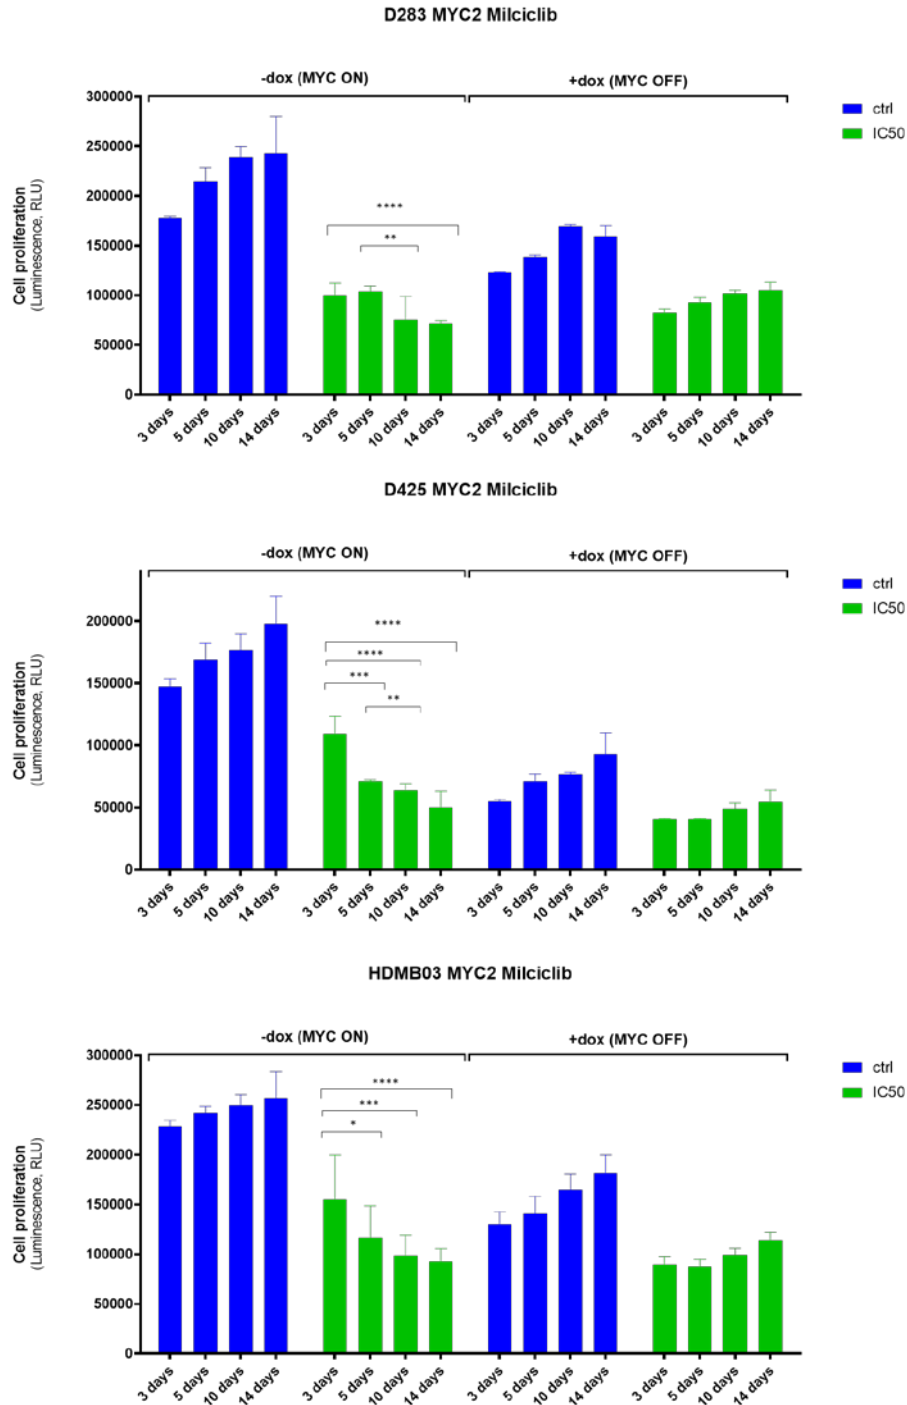 D283 MYC2 Milciclib
-dox (MYC ON)
+dox (MYC OFF)
ctrl
IC50
Cell proliferation
(Luminescence, RLU)
300000
250000
200000
150000
100000
50000
0
****
**
3 days 5 days 10 days 14 days 3 days 5 days 10 days 14 days 3 days 5 days 10 days 14 days 3 days 5 days 10 days 14 days
D425 MYC2 Milciclib
-dox (MYC ON)
+dox (MYC OFF)
ctrl
IC50
Cell proliferation
(Luminescence, RLU)
200000
150000
100000
50000
0
****
****
***
**
3 days 5 days 10 days 14 days 3 days 5 days 10 days 14 days 3 days 5 days 10 days 14 days 3 days 5 days 10 days 14 days
HDMB03 MYC2 Milciclib
-dox (MYC ON)
+dox (MYC OFF)
ctrl
IC50
Cell proliferation
(Luminescence, RLU)
300000
250000
200000
150000
100000
50000
0
****
***
*
3 days 5 days 10 days 14 days 3 days 5 days 10 days 14 days 3 days 5 days 10 days 14 days 3 days 5 days 10 days 14 days